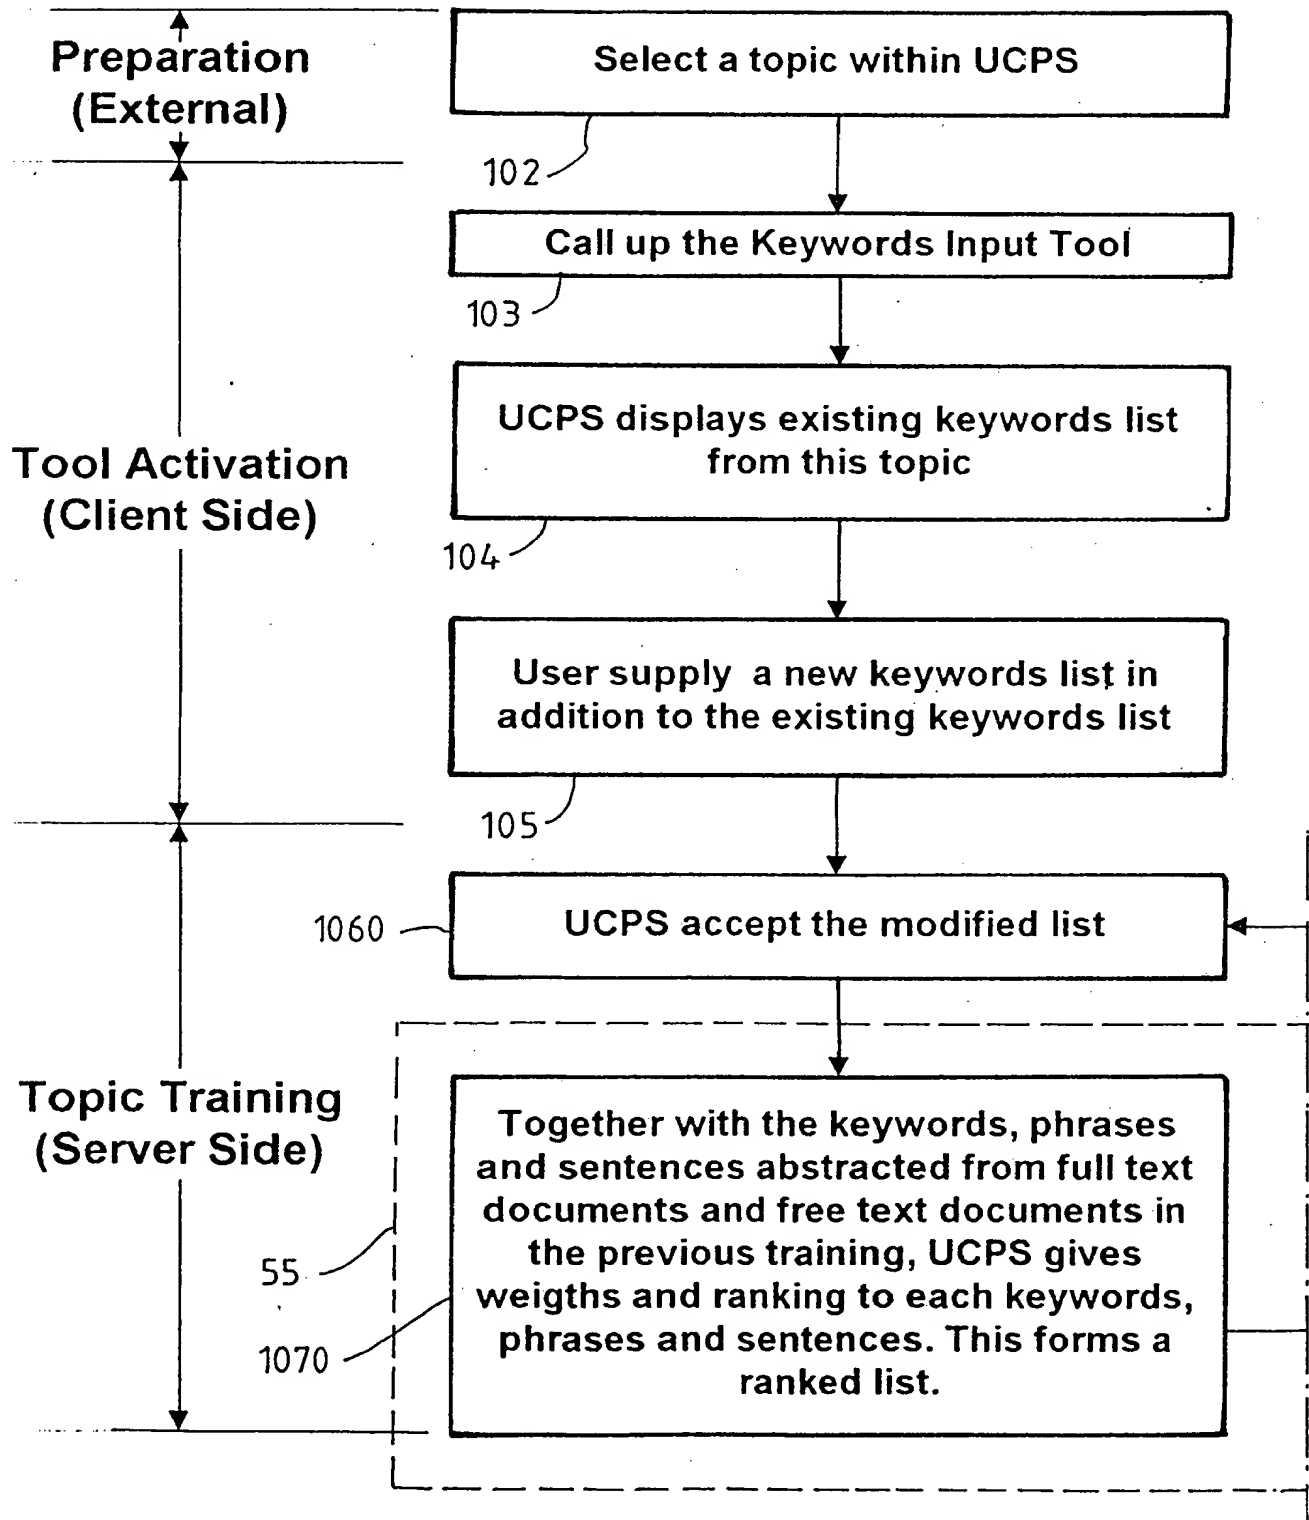 Preparation
(External)
Select a topic within UCPS
102
Call up the Keywords Input Tool
103
UCPS displays existing keywords list
from this topic
104
Tool Activation
(Client Side)
User supply a new keywords list in
addition to the existing keywords list
105
UCPS accept the modified list
1060
Topic Training
(Server Side)
Together with the keywords, phrases
and sentences abstracted from full text
documents and free text documents in
the previous training, UCPS gives
weigths and ranking to each keywords,
phrases and sentences. This forms a
ranked list.
55
1070